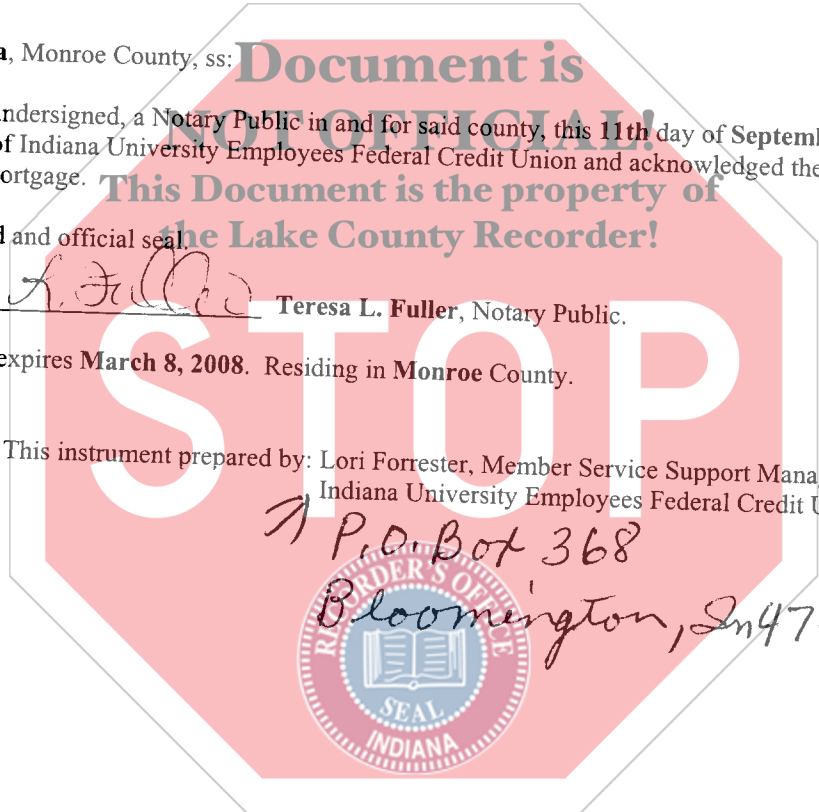 a, Monroe County, ss:
Document is
NOT OFFICIAL!
ndersigned, a Notary Public in and for said county, this 11th day of Septemb
of Indiana University Employees Federal Credit Union and acknowledged the
ortgage.
This Document is the property of
d and official seal.
the Lake County Recorder!
Teresa L. Fuller, Notary Public.
expires March 8, 2008. Residing in Monroe County.
STOP
This instrument prepared by: Lori Forrester, Member Service Support Mana
Indiana University Employees Federal Credit U
P.O. Box 368
Bloomington, In 47
RECORDER'S OFFICE
SEAL
INDIANA